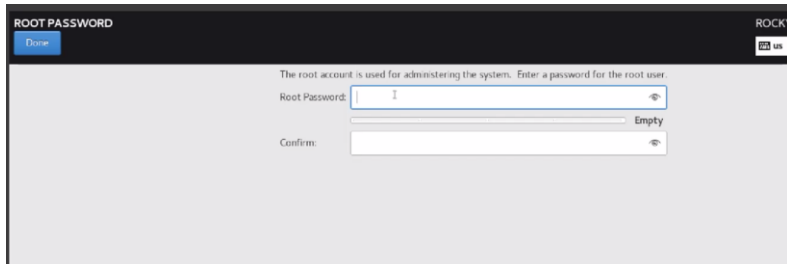 ROOT PASSWORD
ROCKY
Done
us
The root account is used for administering the system. Enter a password for the root user.
Root Password:
Empty
Confirm: